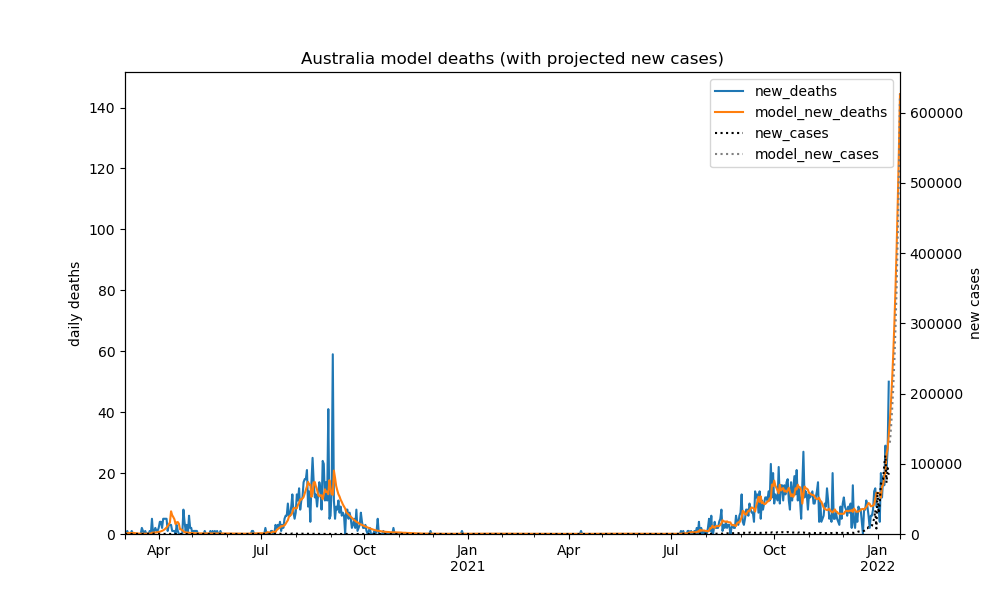 Australia model deaths (with projected new cases)
new_deaths
model_new_deaths
new_cases
model_new_cases
daily deaths
140
120
100
80
60
40
20
0
new cases
600000
500000
400000
300000
200000
100000
0
Apr
Jul
Oct
Jan
2021
Apr
Jul
Oct
Jan
2022